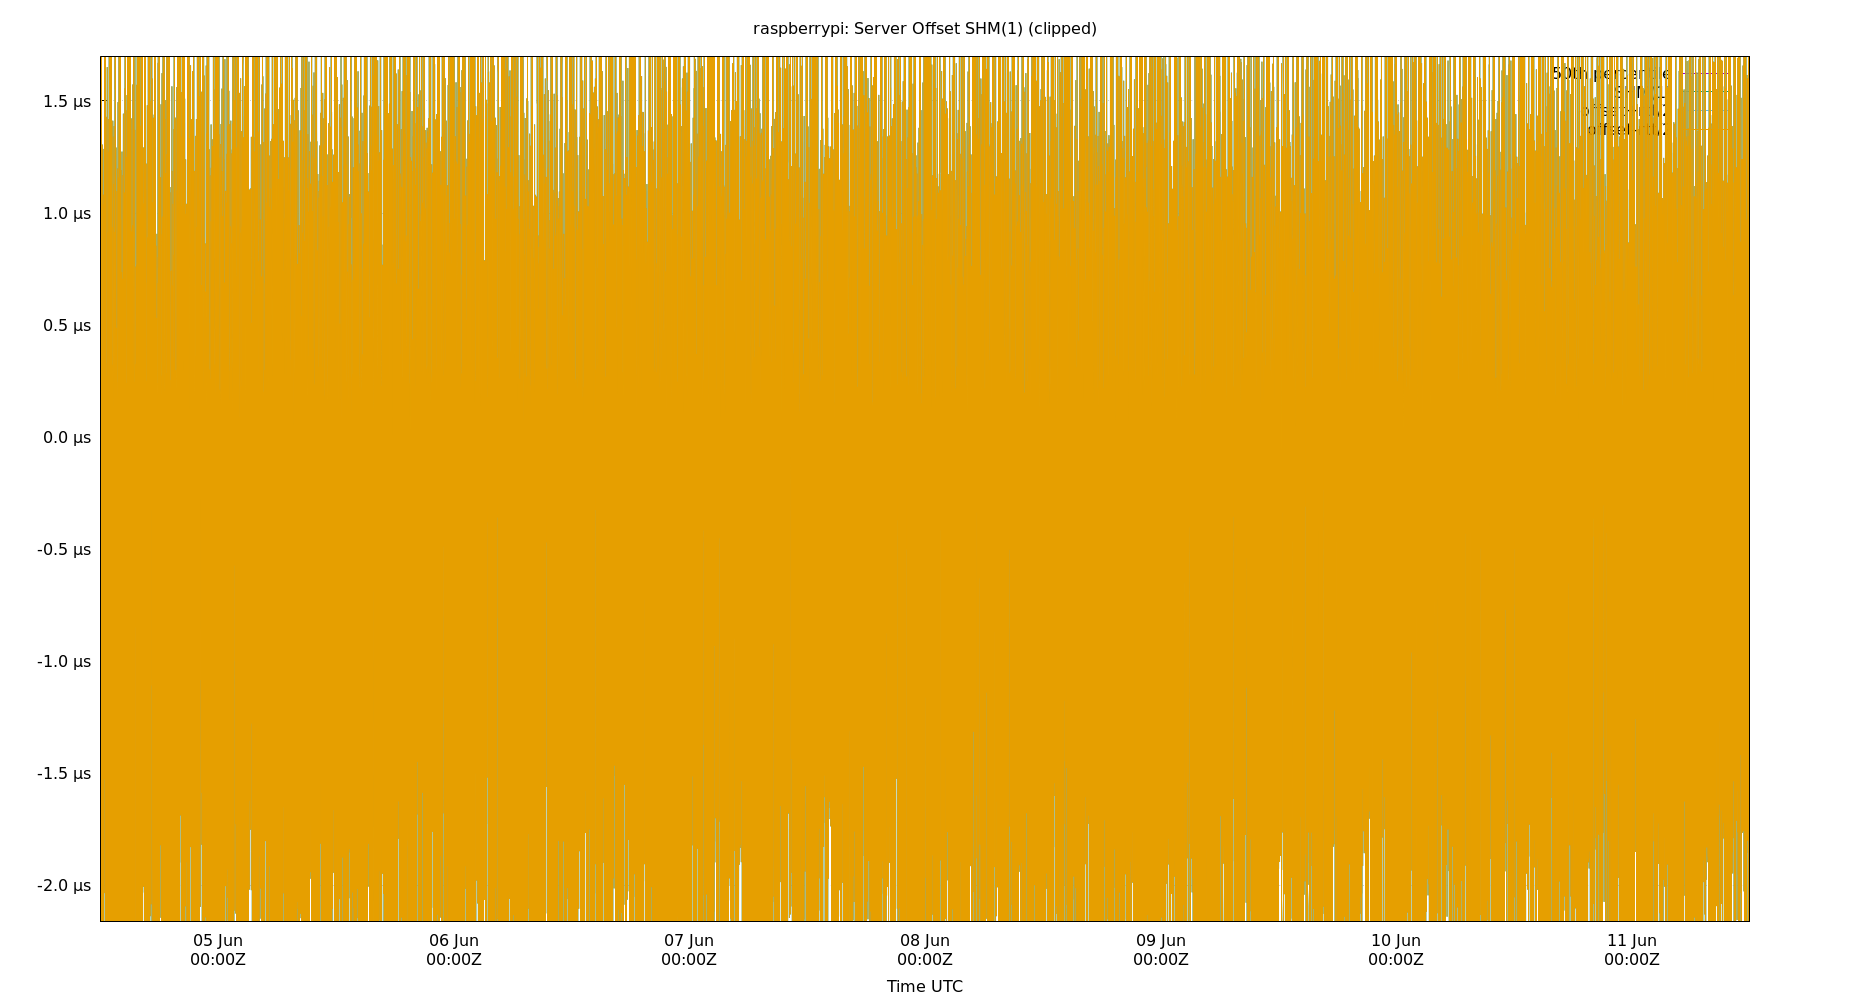 raspberrypi: Server Offset SHM(1) (clipped)
50th percentile
1.5 µs
1.0 µs
0.5 µs
0.0 µs
-0.5 µs
-1.0 µs
-1.5 µs
-2.0 µs
05 Jun 06 Jun 07 Jun 08 Jun 09 Jun 10 Jun 11 Jun
00:00Z 00:00Z 00:00Z 00:00Z 00:00Z 00:00Z 00:00Z
Time UTC